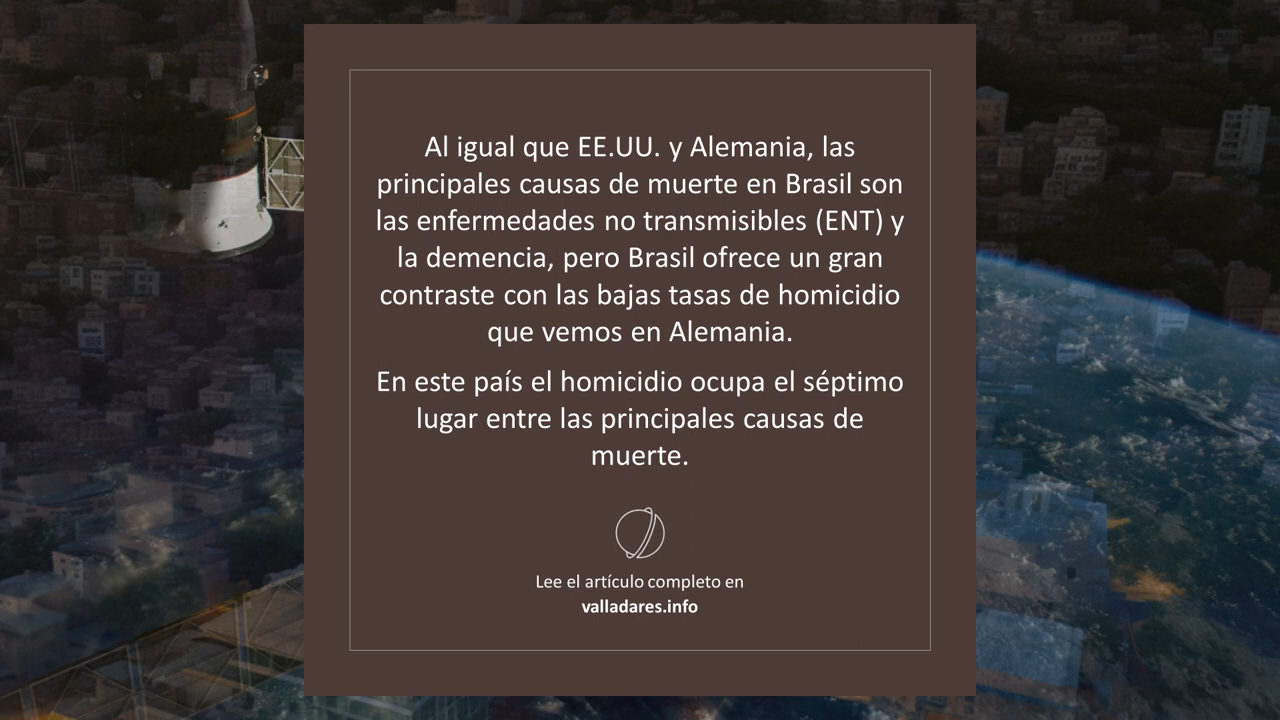 Al igual que EE.UU. y Alemania, las
principales causas de muerte en Brasil son
las enfermedades no transmisibles (ENT) y
la demencia, pero Brasil ofrece un gran
contraste con las bajas tasas de homicidio
que vemos en Alemania.
En este país el homicidio ocupa el séptimo
lugar entre las principales causas de
muerte.
Lee el artículo completo en
valladares.info